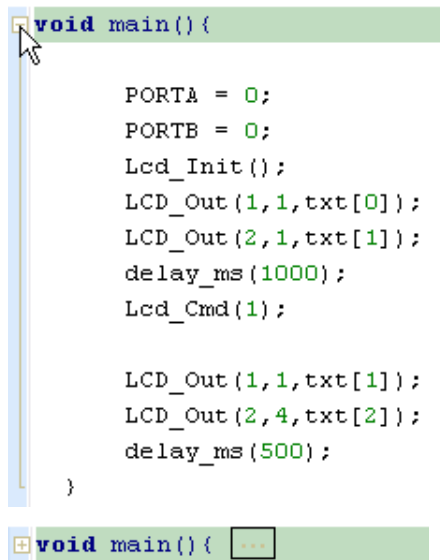 void main(){
PORTA = 0;
PORTB = 0;
Lcd_Init();
LCD_Out(1,1,txt[0]);
LCD_Out(2,1,txt[1]);
delay_ms(1000);
Lcd_Cmd(1);
LCD_Out(1,1,txt[1]);
LCD_Out(2,4,txt[2]);
delay_ms(500);
}
void main(){ ...